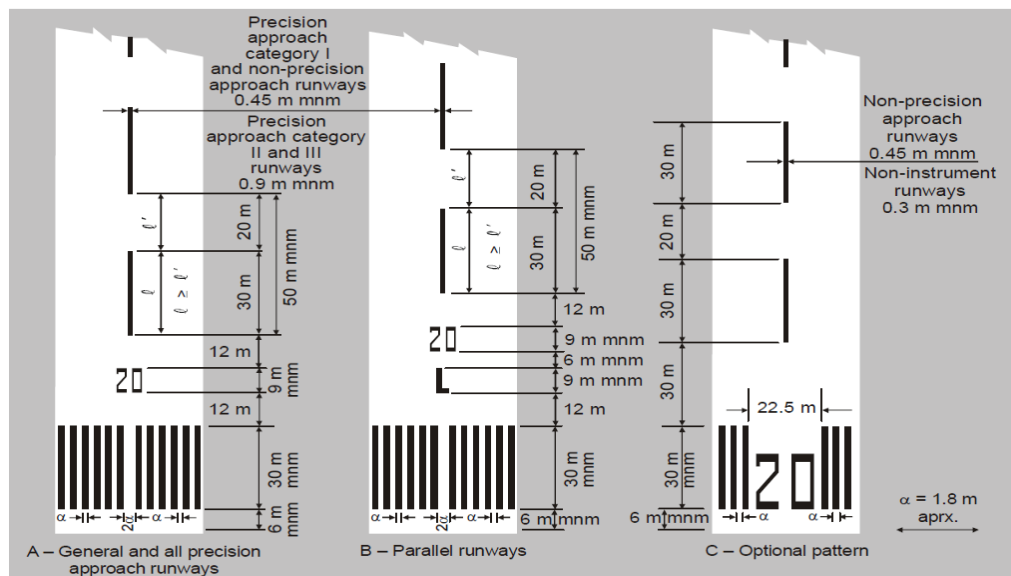 Precision
approach
category I
and non-precision
approach runways
0.45 m mnm
Precision
approach category
II and III
runways
0.9 m mnm
ℓ′
20 m
ℓ
ℓ ≥ ℓ′
30 m
50 m mnm
12 m
20
9 m
mnm
12 m
30 m
mnm
α
2α
α
6 m
mnm
A – General and all precision
approach runways
ℓ′
20 m
ℓ
ℓ ≥ ℓ′
30 m
50 m mnm
12 m
20
9 m mnm
6 m mnm
L
9 m mnm
12 m
30 m
mnm
α
2α
α
6 m mnm
B – Parallel runways
Non-precision
approach
runways
0.45 m mnm
Non-instrument
runways
0.3 m mnm
30 m
20 m
30 m
30 m
22.5 m
20
30 m
mnm
α
α
6 m mnm
C – Optional pattern
α = 1.8 m
aprx.